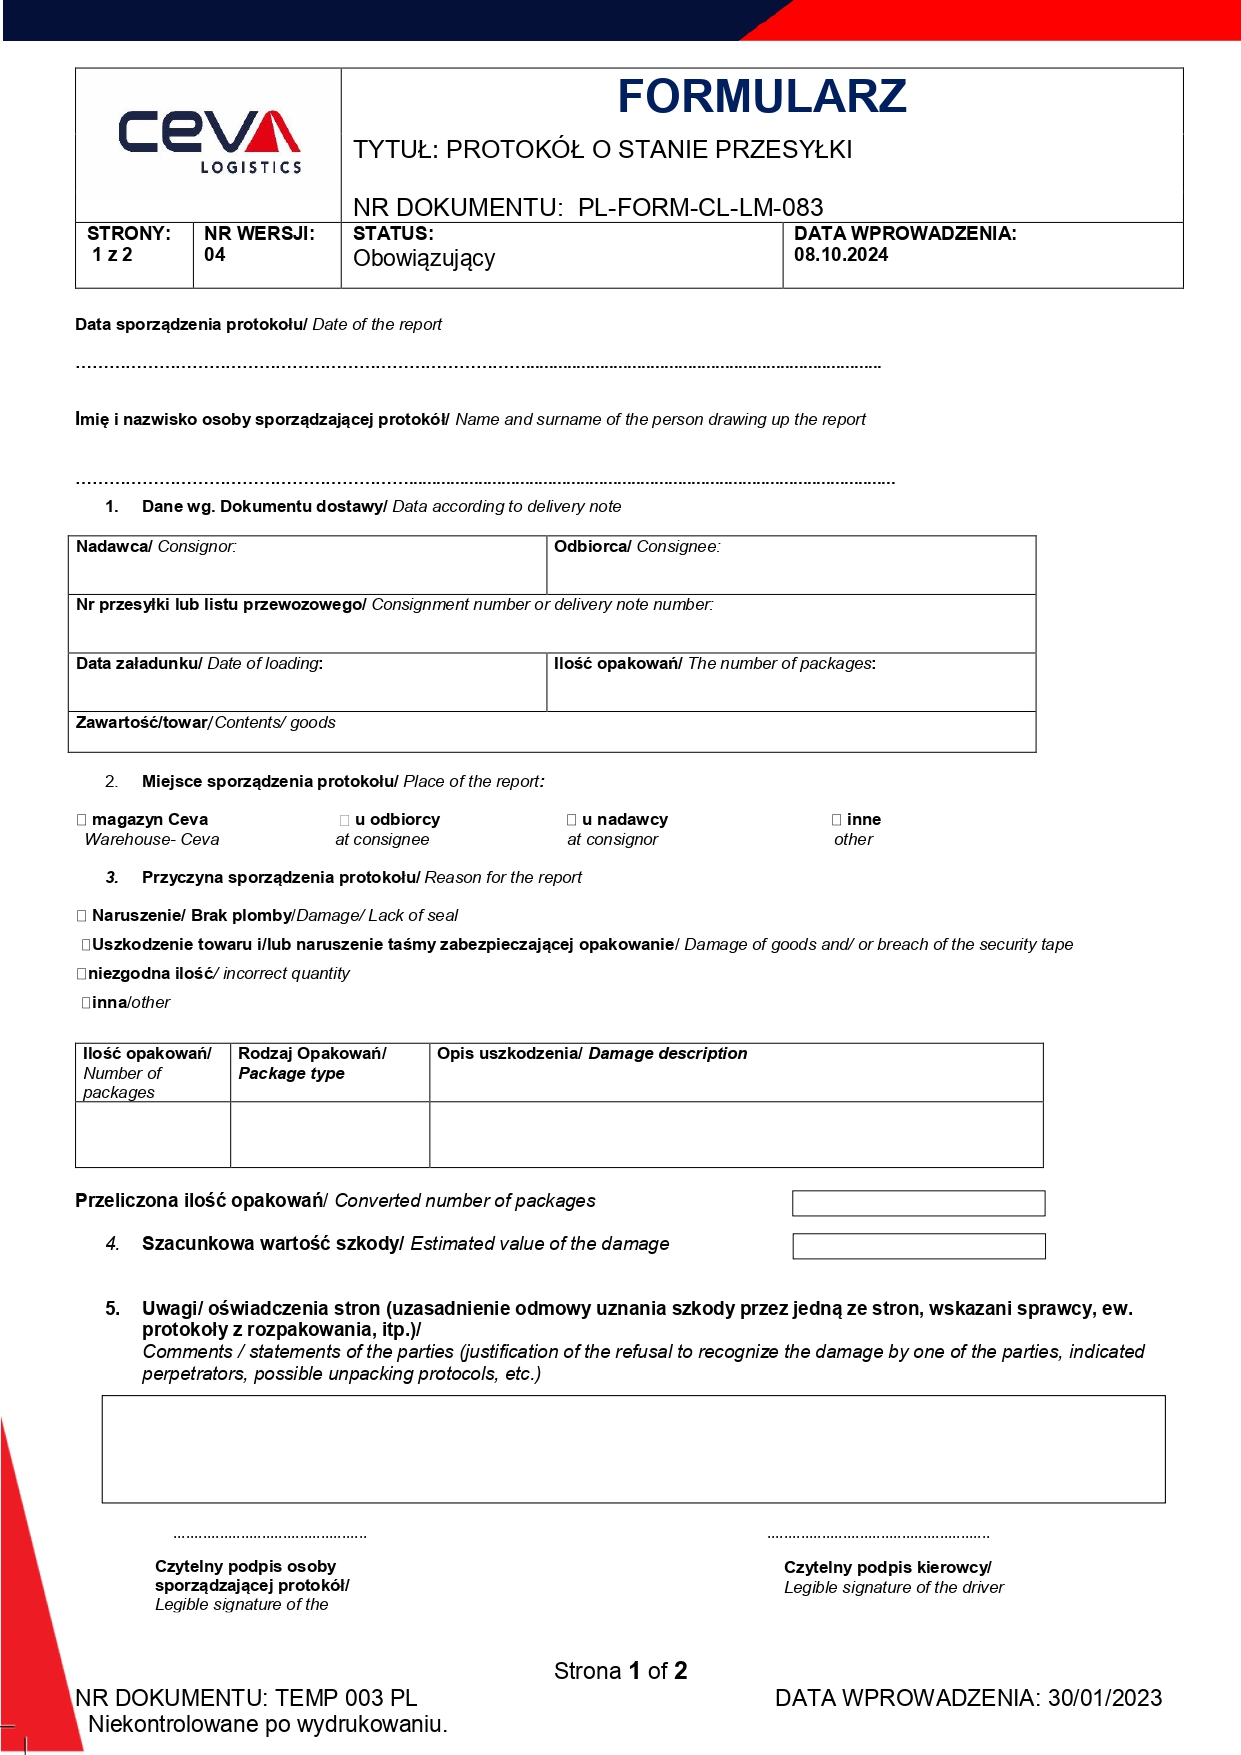 ceva
LOGISTICS
FORMULARZ
TYTUŁ: PROTOKÓŁ O STANIE PRZESYŁKI
NR DOKUMENTU: PL-FORM-CL-LM-083
STRONY:
1 z 2
NR WERSJI:
04
STATUS:
Obowiązujący
DATA WPROWADZENIA:
08.10.2024
Data sporządzenia protokołu/ Date of the report
Imię i nazwisko osoby sporządzającej protokół/ Name and surname of the person drawing up the report
1. Dane wg. Dokumentu dostawy/ Data according to delivery note
Nadawca/ Consignor:
Odbiorca/ Consignee:
Nr przesyłki lub listu przewozowego/ Consignment number or delivery note number:
Data załadunku/ Date of loading:
Ilość opakowań/ The number of packages:
Zawartość/towar/Contents/ goods
2. Miejsce sporządzenia protokołu/ Place of the report:
□ magazyn Ceva □ u odbiorcy □ u nadawcy □ inne
Warehouse- Ceva at consignee at consignor other
3. Przyczyna sporządzenia protokołu/ Reason for the report
□ Naruszenie/ Brak plomby/Damage/ Lack of seal
□Uszkodzenie towaru i/lub naruszenie taśmy zabezpieczającej opakowanie/ Damage of goods and/ or breach of the security tape
□niezgodna ilość/ incorrect quantity
□inna/other
Ilość opakowań/
Number of
packages
Rodzaj Opakowań/
Package type
Opis uszkodzenia/ Damage description
Przeliczona ilość opakowań/ Converted number of packages
4. Szacunkowa wartość szkody/ Estimated value of the damage
5. Uwagi/ oświadczenia stron (uzasadnienie odmowy uznania szkody przez jedną ze stron, wskazani sprawcy, ew.
protokoły z rozpakowania, itp.)/
Comments / statements of the parties (justification of the refusal to recognize the damage by one of the parties, indicated
perpetrators, possible unpacking protocols, etc.)
Czytelny podpis osoby
sporządzającej protokół/
Legible signature of the
Czytelny podpis kierowcy/
Legible signature of the driver
Strona 1 of 2
NR DOKUMENTU: TEMP 003 PL DATA WPROWADZENIA: 30/01/2023
Niekontrolowane po wydrukowaniu.